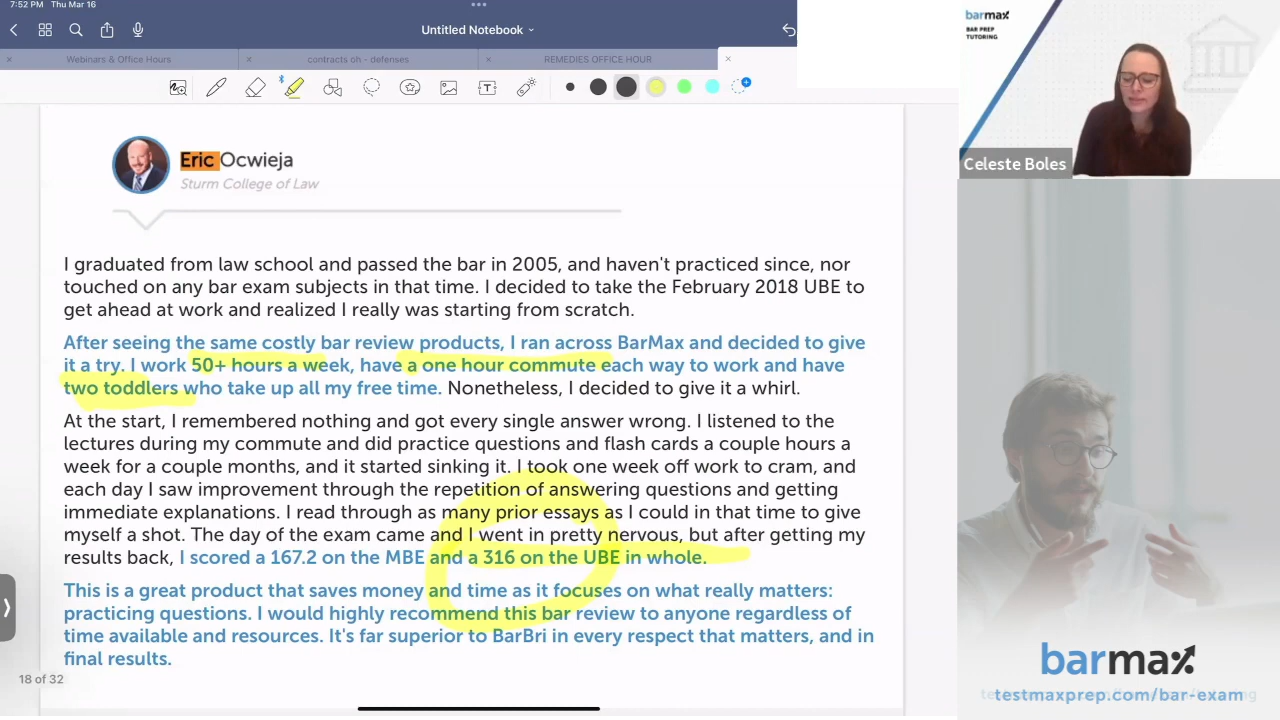 7:52 PM Thu Mar 16
Untitled Notebook
Webinars & Office Hours
contracts oh - defenses
REMEDIES OFFICE HOUR
barmax
BAR PREP
TUTORING
Celeste Boles
Eric Ocwieja
Sturm College of Law
I graduated from law school and passed the bar in 2005, and haven't practiced since, nor
touched on any bar exam subjects in that time. I decided to take the February 2018 UBE to
get ahead at work and realized I really was starting from scratch.
After seeing the same costly bar review products, I ran across BarMax and decided to give
it a try. I work 50+ hours a week, have a one hour commute each way to work and have
two toddlers who take up all my free time. Nonetheless, I decided to give it a whirl.
At the start, I remembered nothing and got every single answer wrong. I listened to the
lectures during my commute and did practice questions and flash cards a couple hours a
week for a couple months, and it started sinking it. I took one week off work to cram, and
each day I saw improvement through the repetition of answering questions and getting
immediate explanations. I read through as many prior essays as I could in that time to give
myself a shot. The day of the exam came and I went in pretty nervous, but after getting my
results back, I scored a 167.2 on the MBE and a 316 on the UBE in whole.
This is a great product that saves money and time as it focuses on what really matters:
practicing questions. I would highly recommend this bar review to anyone regardless of
time available and resources. It's far superior to BarBri in every respect that matters, and in
final results.
18 of 32
barmax
testmaxprep.com/bar-exam